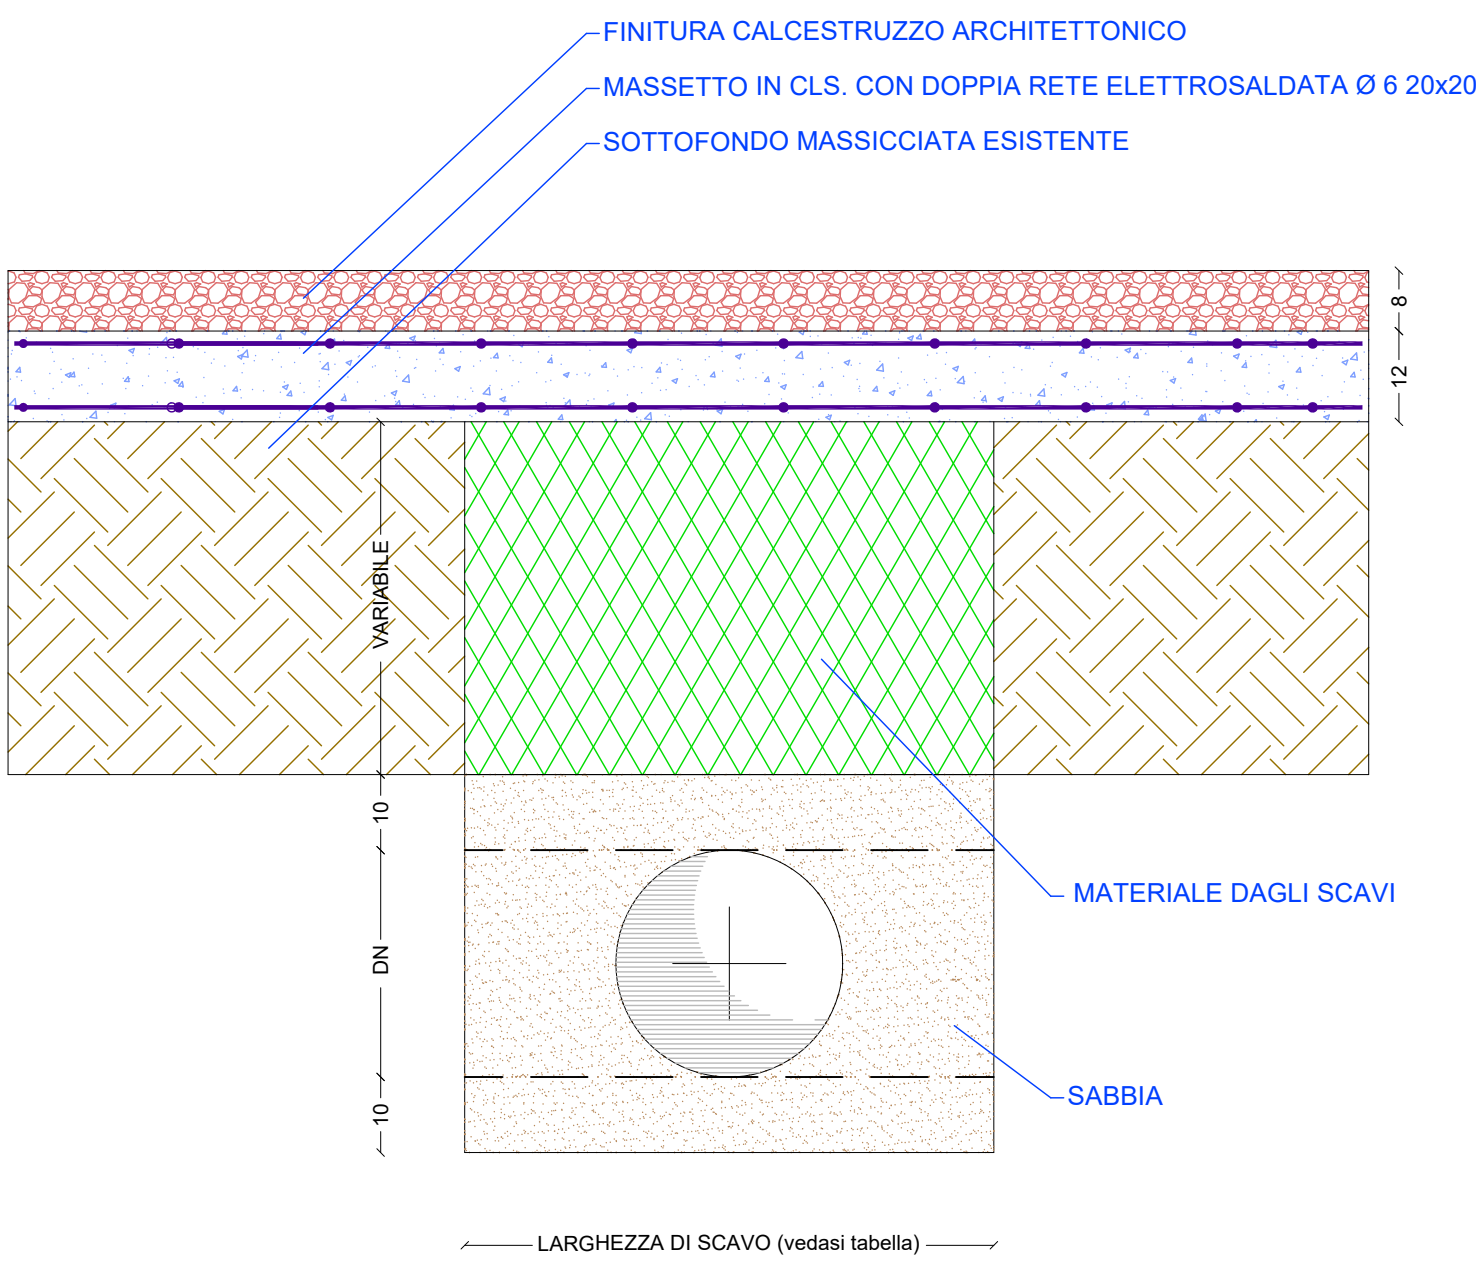 FINITURA CALCESTRUZZO ARCHITETTONICO
MASSETTO IN CLS. CON DOPPIA RETE ELETTROSALDATA Ø 6 20x20
SOTTOFONDO MASSICCIATA ESISTENTE
8
12
VARIABILE
10
MATERIALE DAGLI SCAVI
DN
SABBIA
10
LARGHEZZA DI SCAVO (vedasi tabella)